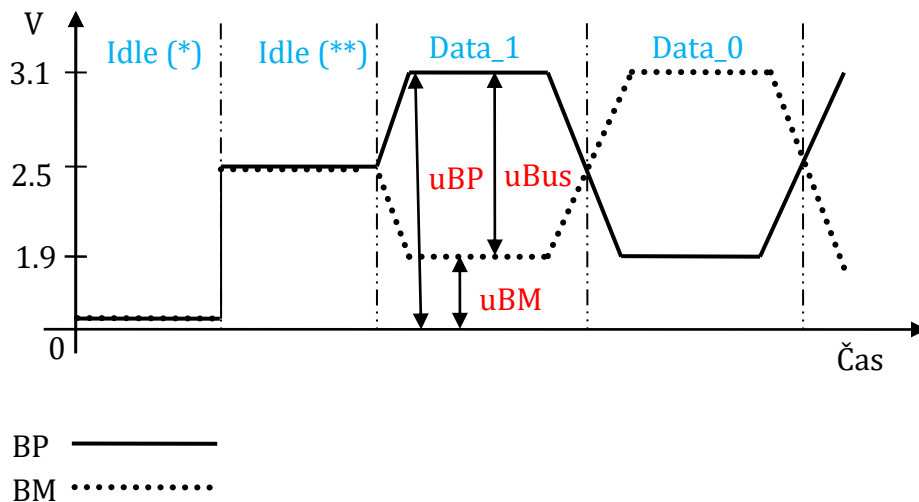 V
Idle (*) Idle (**) Data_1 Data_0
3.1
2.5
uBP uBus
1.9
uBM
0
Čas
BP
BM